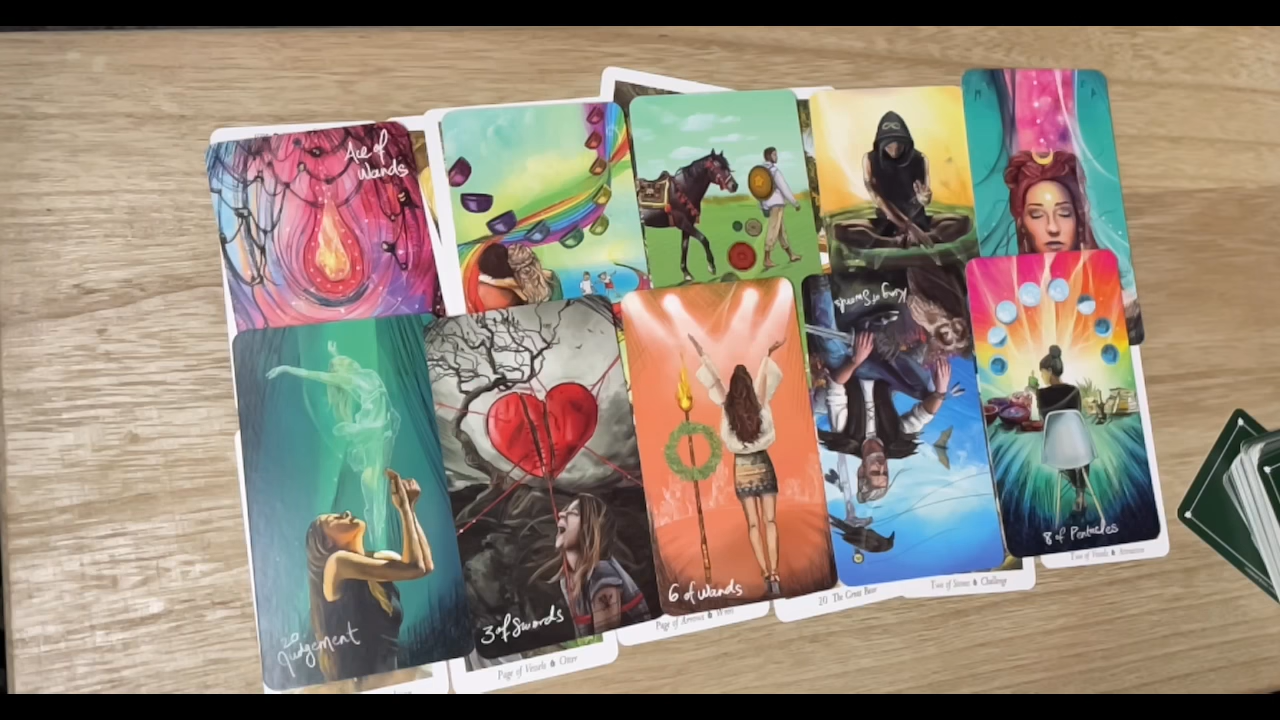 Ace of
Wands
King of Swords
8 of Pentacles
6 of Wands
3 of Swords
20
Judgement
Two of Vessels Attraction
Two of Stones Challenge
20 The Great Bear
Page of Arrows Wren
Page of Vessels Otter